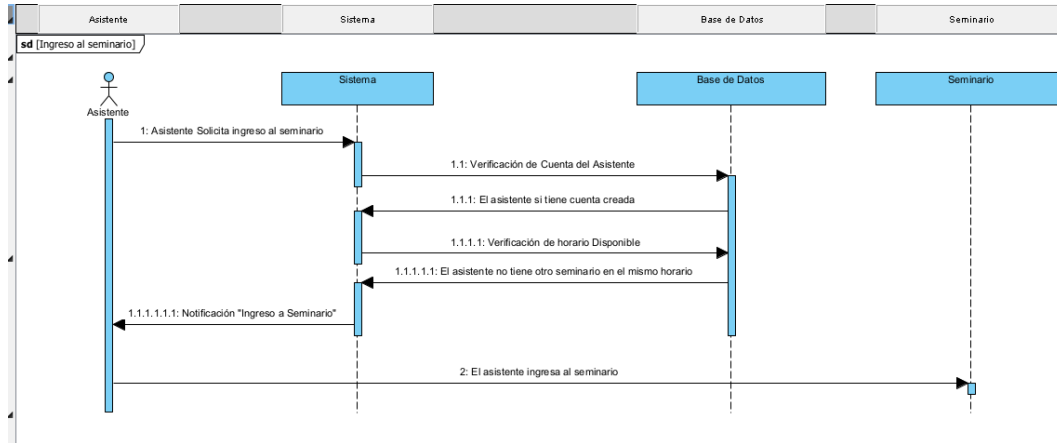 Asistente
Sistema
Base de Datos
Seminario
sd [Ingreso al seminario]
Sistema
Base de Datos
Seminario
Asistente
1: Asistente Solicita ingreso al seminario
1.1: Verificación de Cuenta del Asistente
1.1.1: El asistente si tiene cuenta creada
1.1.1.1: Verificación de horario Disponible
1.1.1.1.1: El asistente no tiene otro seminario en el mismo horario
1.1.1.1.1.1: Notificación "Ingreso a Seminario"
2: El asistente ingresa al seminario